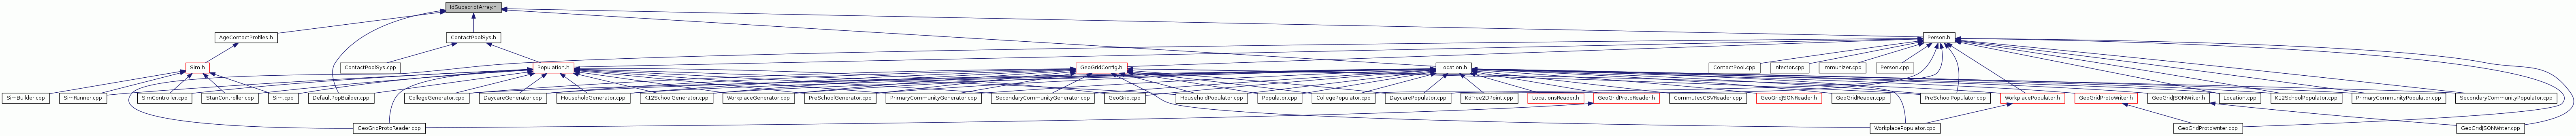 IdSubscriptArray.h
AgeContactProfiles.h
ContactPoolSys.h
Person.h
ContactPoolSys.cpp
Sim.h
Population.h
GeoGridConfig.h
Location.h
ContactPool.cpp
Infector.cpp
Immunizer.cpp
Person.cpp
SimBuilder.cpp
SimRunner.cpp
SimController.cpp
StanController.cpp
Sim.cpp
DefaultPopBuilder.cpp
CollegeGenerator.cpp
DaycareGenerator.cpp
HouseholdGenerator.cpp
K12SchoolGenerator.cpp
WorkplaceGenerator.cpp
PreSchoolGenerator.cpp
PrimaryCommunityGenerator.cpp
SecondaryCommunityGenerator.cpp
GeoGrid.cpp
HouseholdPopulator.cpp
Populator.cpp
CollegePopulator.cpp
DaycarePopulator.cpp
KdTree2DPoint.cpp
LocationsReader.h
GeoGridProtoReader.h
CommutesCSVReader.cpp
GeoGridJSONReader.h
GeoGridReader.cpp
PreSchoolPopulator.cpp
WorkplacePopulator.h
GeoGridProtoWriter.h
GeoGridJSONWriter.h
Location.cpp
K12SchoolPopulator.cpp
PrimaryCommunityPopulator.cpp
SecondaryCommunityPopulator.cpp
GeoGridProtoReader.cpp
WorkplacePopulator.cpp
GeoGridProtoWriter.cpp
GeoGridJSONWriter.cpp